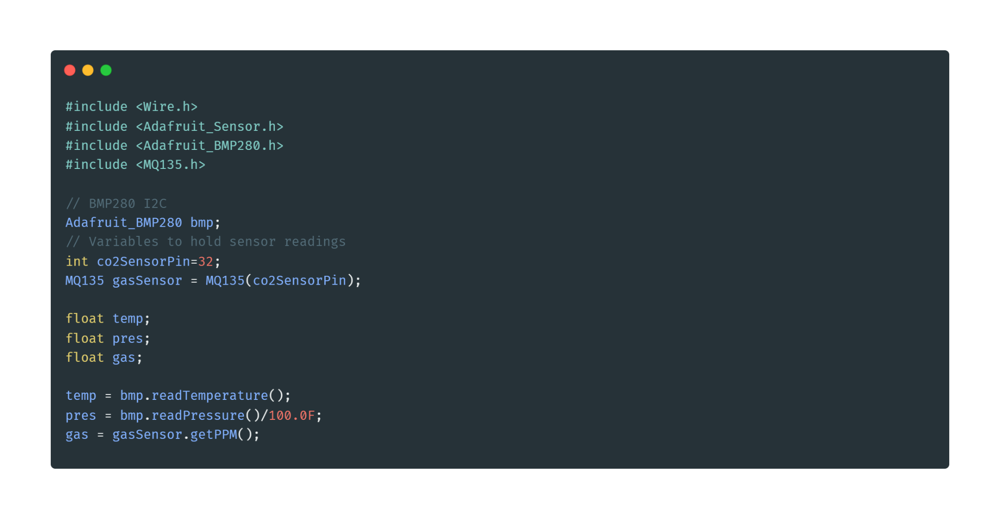 #include <Wire.h>
#include <Adafruit_Sensor.h>
#include <Adafruit_BMP280.h>
#include <MQ135.h>
// BMP280 I2C
Adafruit_BMP280 bmp;
// Variables to hold sensor readings
int co2SensorPin=32;
MQ135 gasSensor = MQ135(co2SensorPin);
float temp;
float pres;
float gas;
temp = bmp.readTemperature();
pres = bmp.readPressure()/100.0F;
gas = gasSensor.getPPM();